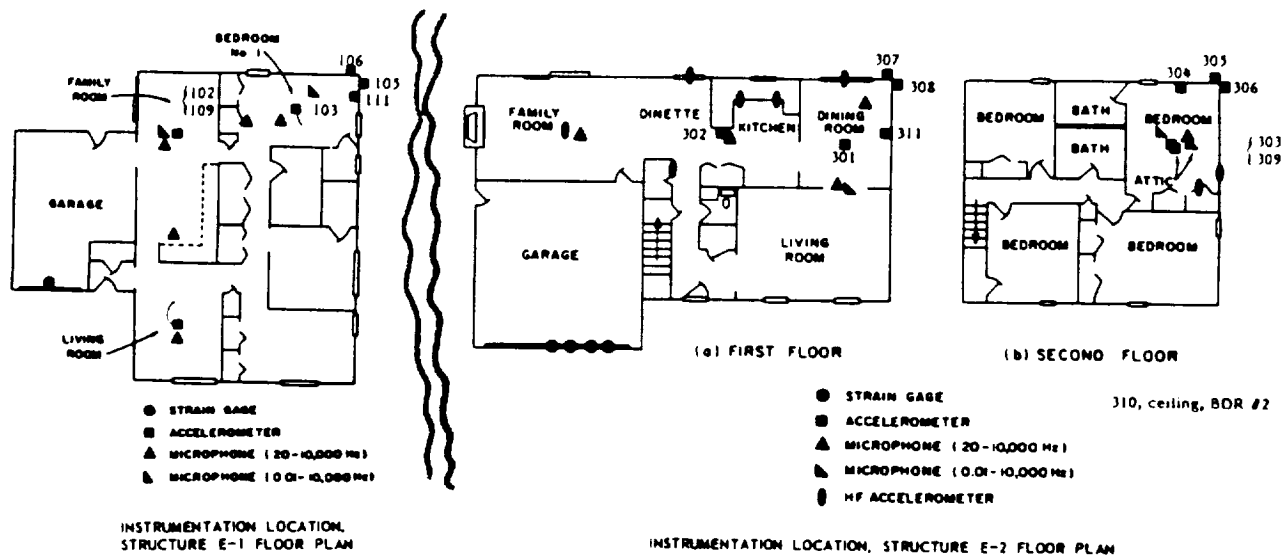 BEDROOM
No 1
106
105
111
FAMILY
ROOM
102
109
103
GARAGE
LIVING
ROOM
STRAIN GAGE
ACCELEROMETER
MICROPHONE (20-10,000 Hz)
MICROPHONE (0.01-10,000 Hz)
INSTRUMENTATION LOCATION,
STRUCTURE E-1 FLOOR PLAN
307
308
FAMILY
ROOM
DINETTE
302
KITCHEN
DINING
ROOM
311
301
GARAGE
LIVING
ROOM
(a) FIRST FLOOR
305
304
306
BEDROOM
BATH
BEDROOM
BATH
303
309
ATTIC
BEDROOM
BEDROOM
(b) SECOND FLOOR
310, ceiling, BDR #2
STRAIN GAGE
ACCELEROMETER
MICROPHONE (20-10,000 Hz)
MICROPHONE (0.01-10,000 Hz)
HF ACCELEROMETER
INSTRUMENTATION LOCATION, STRUCTURE E-2 FLOOR PLAN